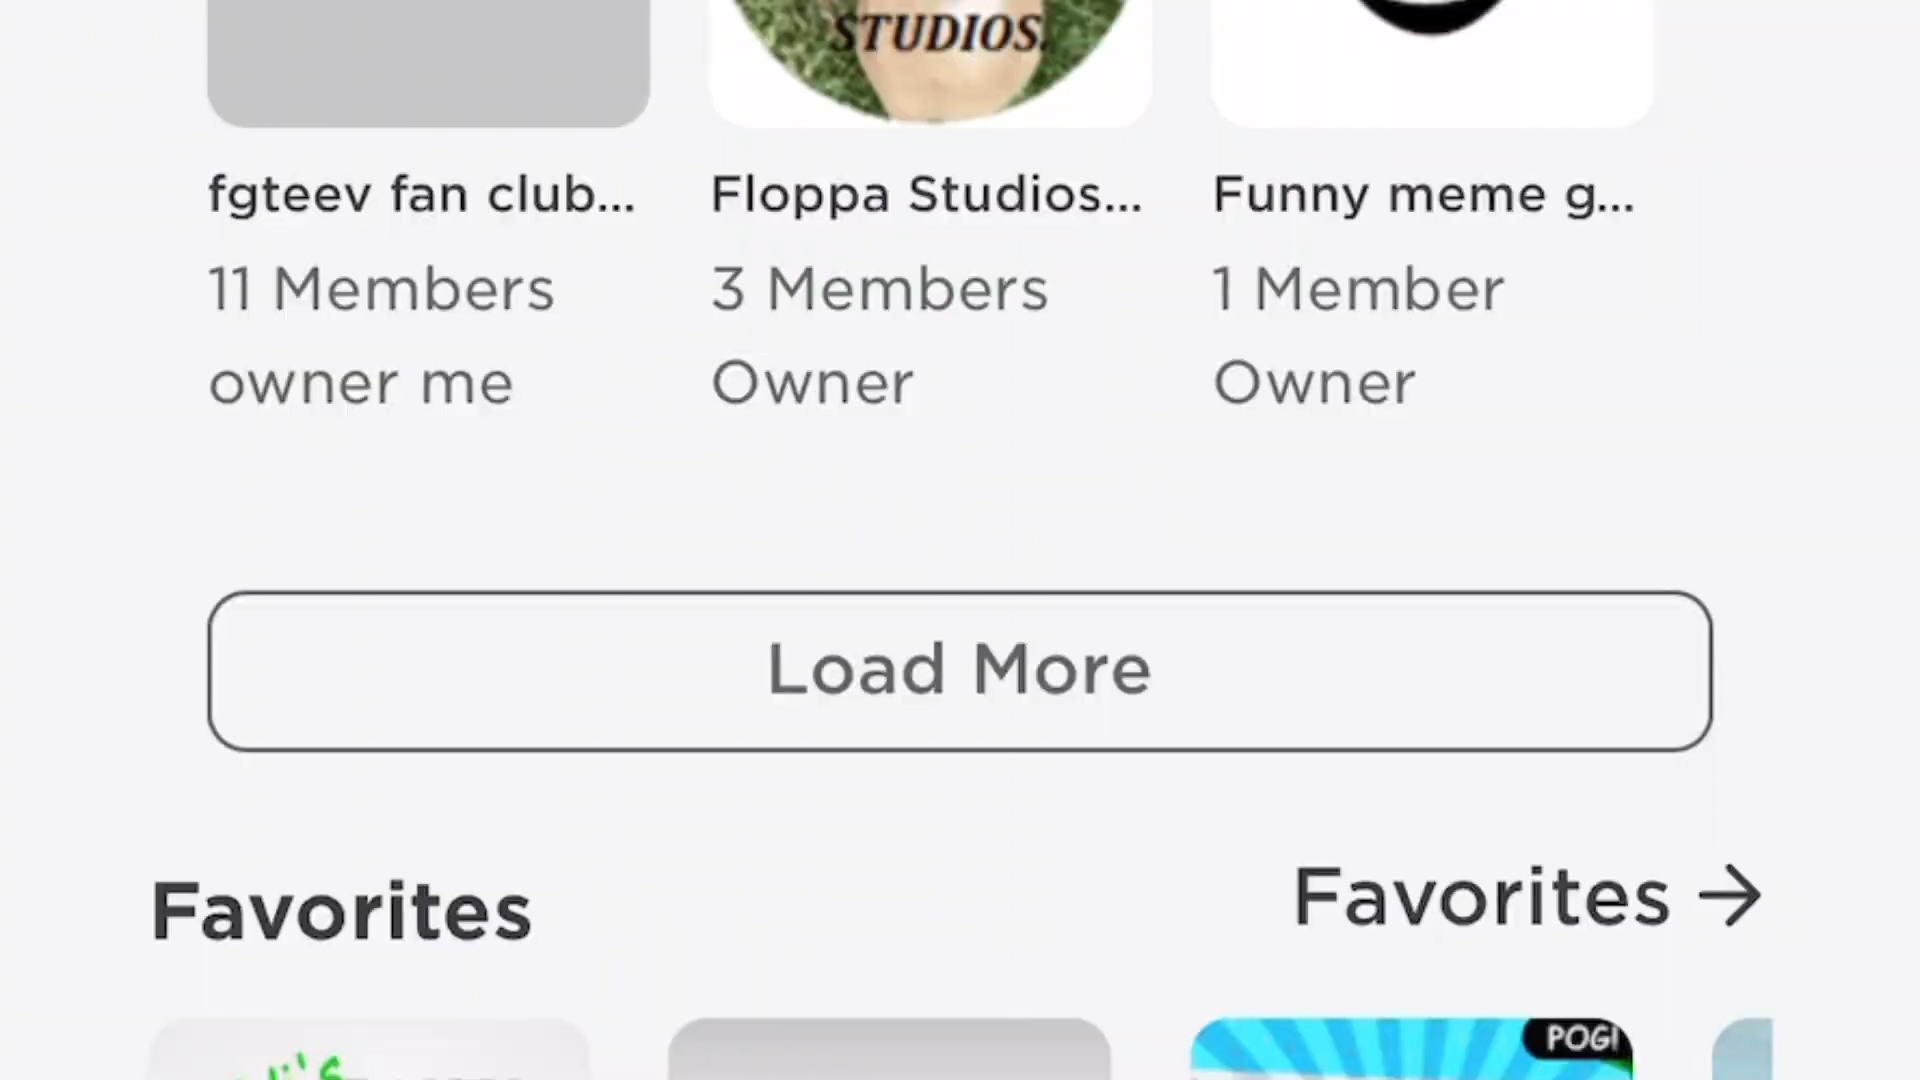 STUDIOS.
fgteev fan club...
Floppa Studios...
Funny meme g...
11 Members
3 Members
1 Member
owner me
Owner
Owner
Load More
Favorites
Favorites →
POG!